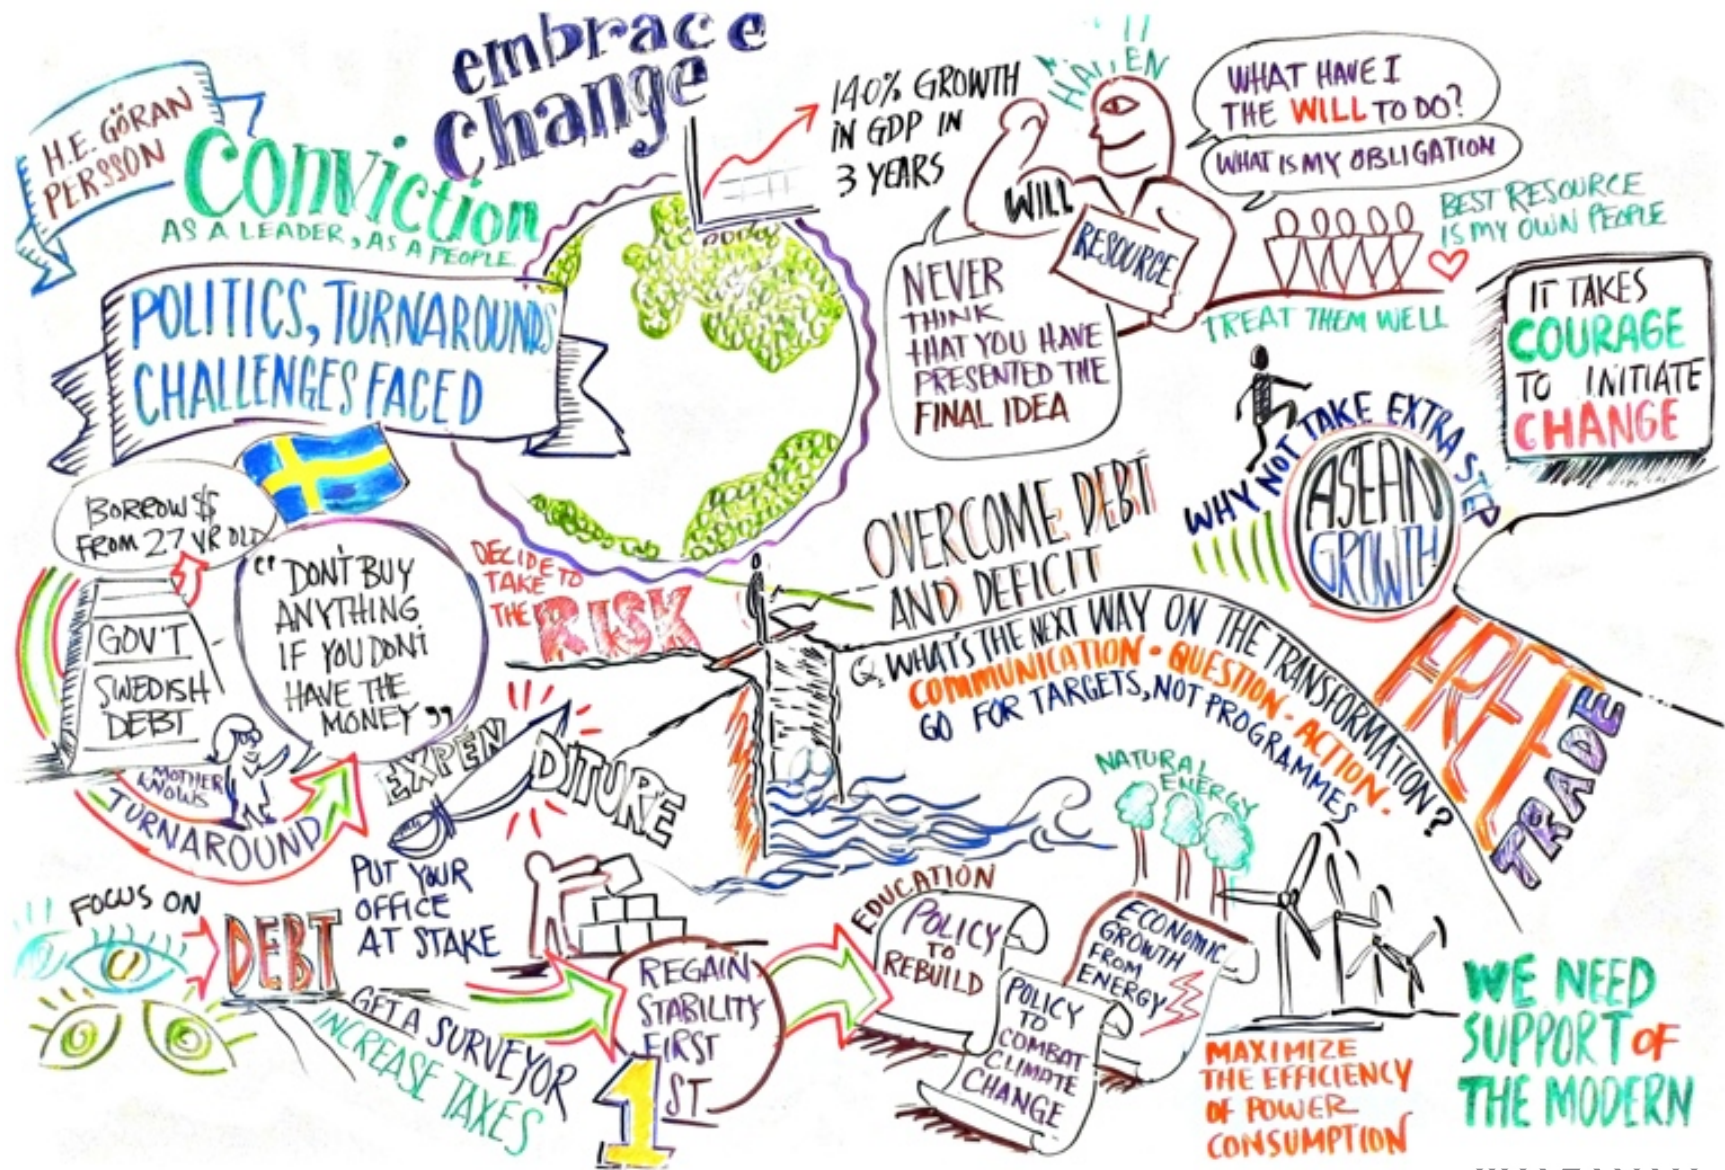 embrace
change
H.E. GÖRAN
PERSSON
CONViCtiON
AS A LEADER, AS A PEOPLE
POLITICS, TURNAROUNDS
CHALLENGES FACED
140% GROWTH
IN GDP IN
3 YEARS
WILL
RESOURCE
WHAT HAVE I
THE WILL TO DO?
WHAT IS MY OBLIGATION
BEST RESOURCE
IS MY OWN PEOPLE
TREAT THEM WELL
NEVER
THINK
THAT YOU HAVE
PRESENTED THE
FINAL IDEA
IT TAKES
COURAGE
TO INITIATE
CHANGE
WHY NOT TAKE EXTRA STEP
ASEAN
GROWTH
FREE
TRADE
BORROW $
FROM 27 YR OLD
GOV'T
SWEDISH
DEBT
"DON'T BUY
ANYTHING
IF YOU DON'T
HAVE THE
MONEY"
MOTHER
KNOWS
TURNAROUND
DECIDE TO
TAKE
THE RISK
OVERCOME DEBT
AND DEFICIT
Q. WHAT'S THE NEXT WAY ON THE TRANSFORMATION?
COMMUNICATION · QUESTION · ACTION.
GO FOR TARGETS, NOT PROGRAMMES
EXPENDITURE
FOCUS ON
DEBT
PUT YOUR
OFFICE
AT STAKE
GET A SURVEYOR
INCREASE TAXES
REGAIN
STABILITY
FIRST
1ST
EDUCATION
POLICY
TO
REBUILD
POLICY
TO
COMBAT
CLIMATE
CHANGE
NATURAL
ENERGY
ECONOMIC
GROWTH
FROM
ENERGY
MAXIMIZE
THE EFFICIENCY
OF POWER
CONSUMPTION
WE NEED
SUPPORT OF
THE MODERN